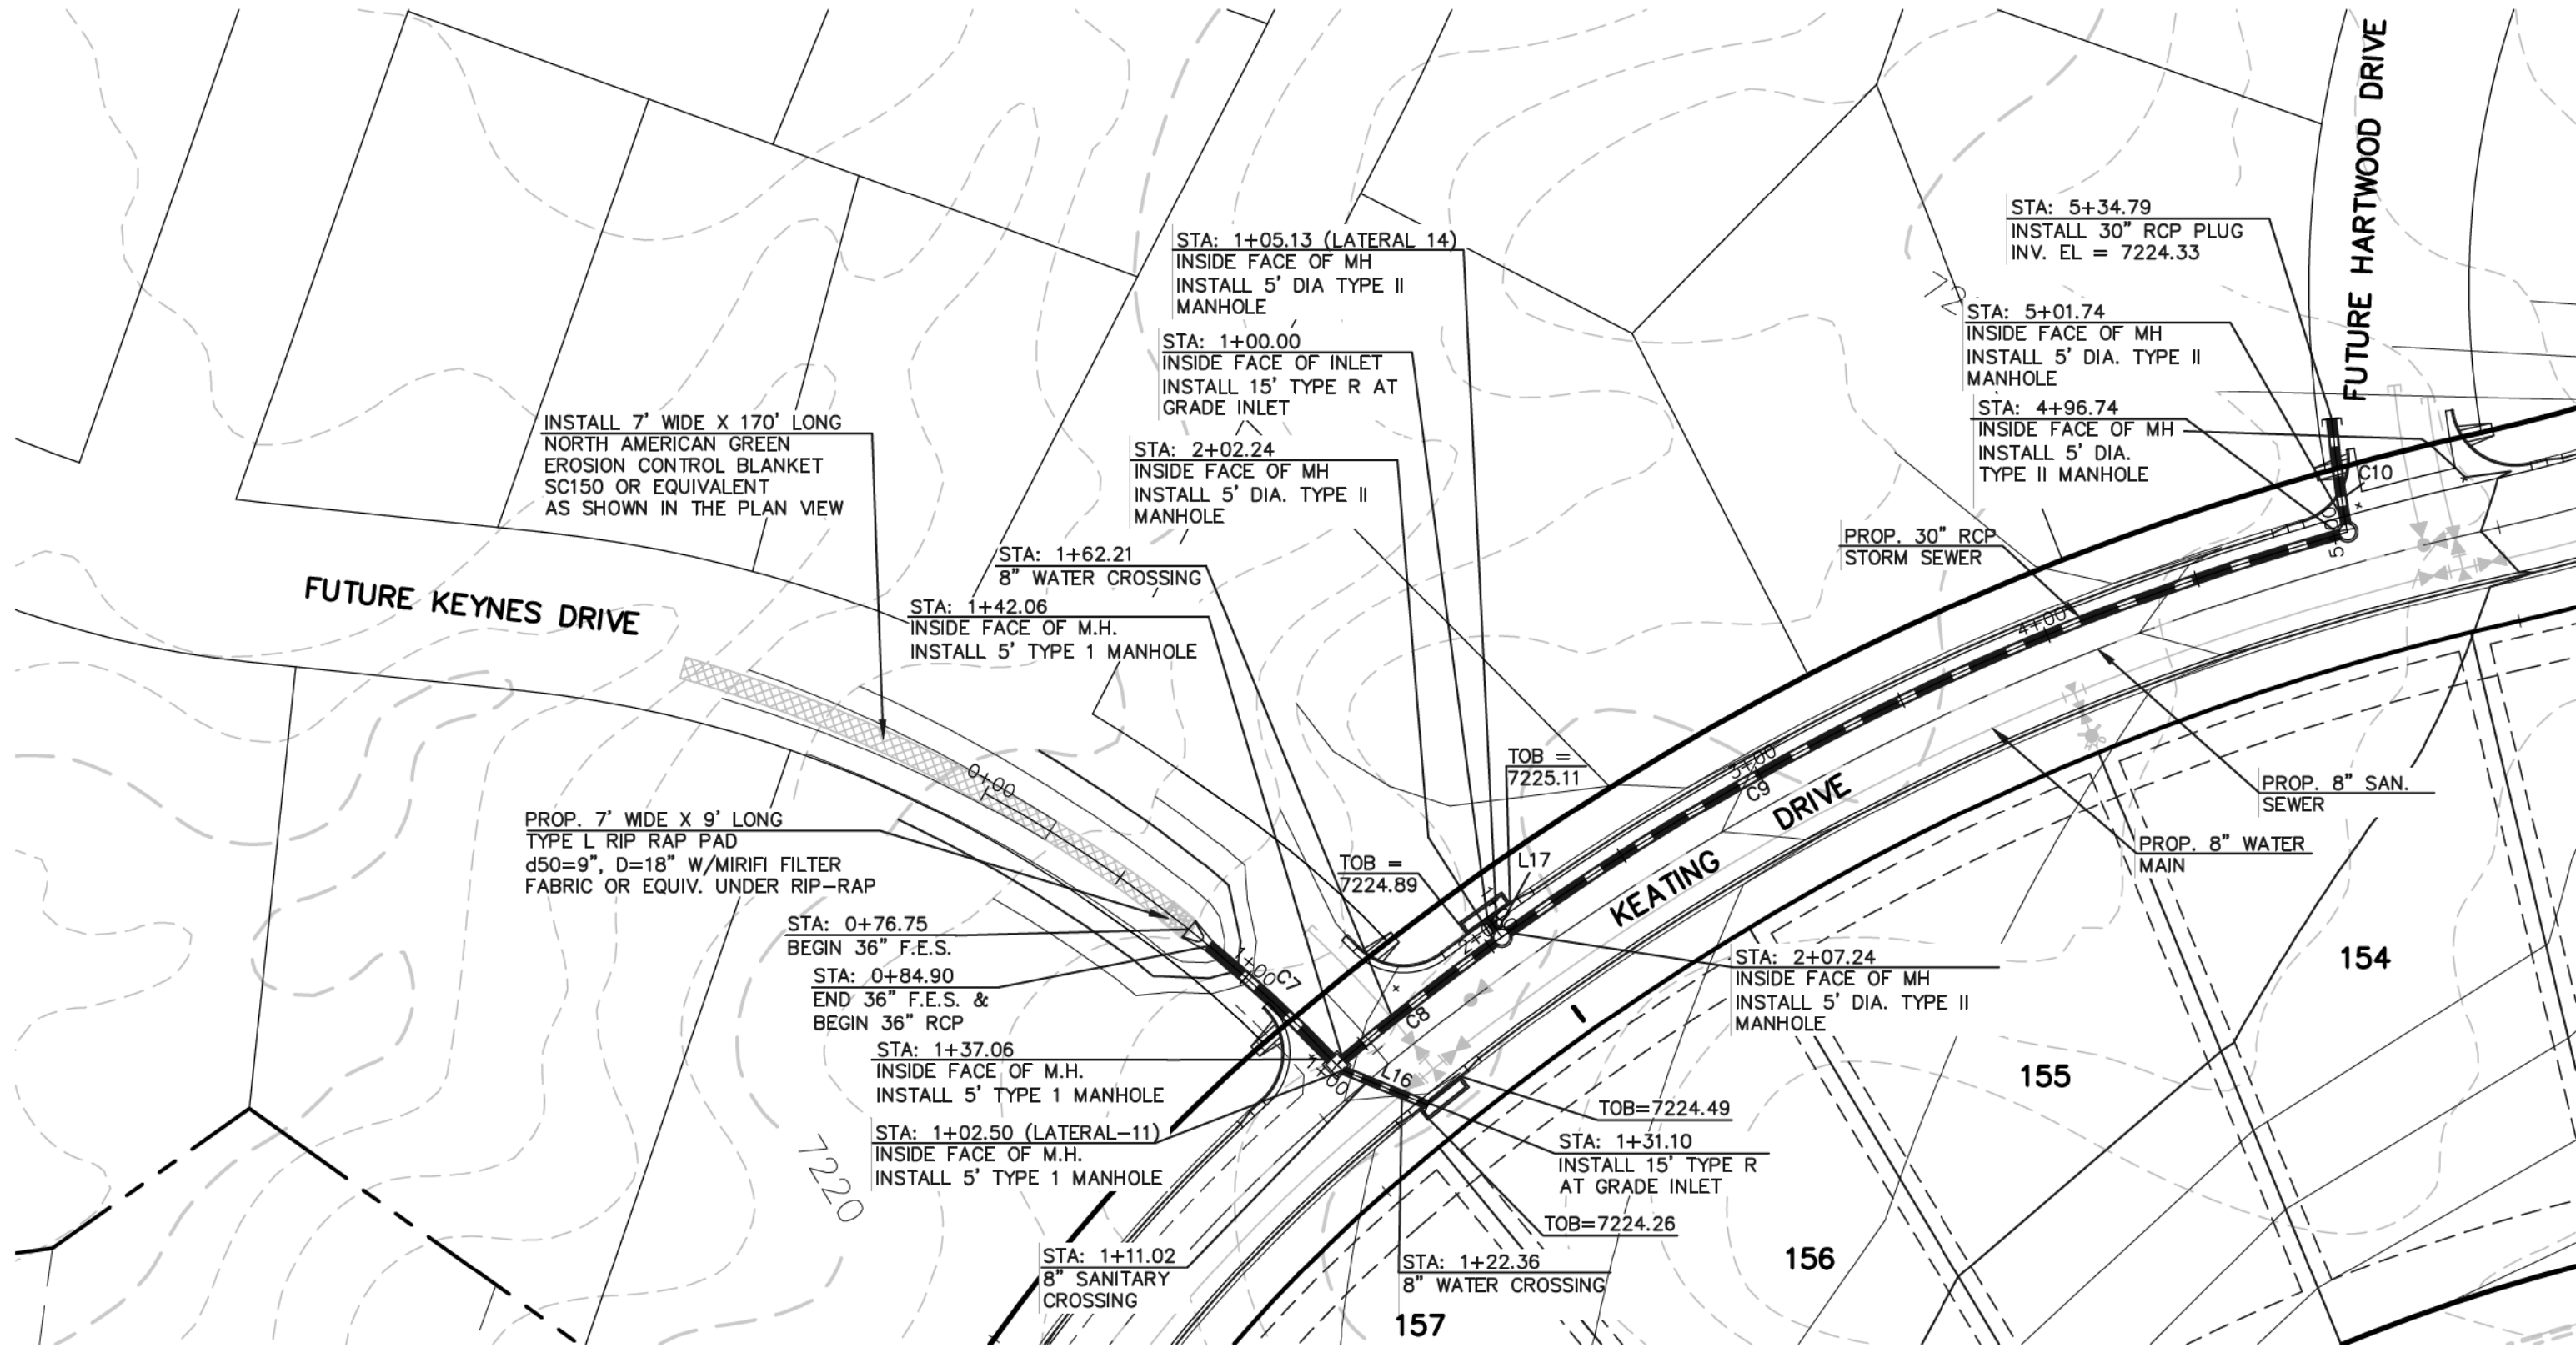 FUTURE HARTWOOD DRIVE
STA: 5+34.79
INSTALL 30" RCP PLUG
INV. EL = 7224.33
STA: 1+05.13 (LATERAL 14)
INSIDE FACE OF MH
INSTALL 5' DIA TYPE II
MANHOLE
STA: 5+01.74
INSIDE FACE OF MH
INSTALL 5' DIA. TYPE II
MANHOLE
STA: 1+00.00
INSIDE FACE OF INLET
INSTALL 15' TYPE R AT
GRADE INLET
STA: 4+96.74
INSIDE FACE OF MH
INSTALL 5' DIA.
TYPE II MANHOLE
C10
INSTALL 7' WIDE X 170' LONG
NORTH AMERICAN GREEN
EROSION CONTROL BLANKET
SC150 OR EQUIVALENT
AS SHOWN IN THE PLAN VIEW
STA: 2+02.24
INSIDE FACE OF MH
INSTALL 5' DIA. TYPE II
MANHOLE
PROP. 30" RCP
STORM SEWER
STA: 1+62.21
8" WATER CROSSING
FUTURE KEYNES DRIVE
STA: 1+42.06
INSIDE FACE OF M.H.
INSTALL 5' TYPE 1 MANHOLE
4+00
3+00
C9
0+00
TOB =
7225.11
KEATING DRIVE
PROP. 8" SAN.
SEWER
PROP. 8" WATER
MAIN
PROP. 7' WIDE X 9' LONG
TYPE L RIP RAP PAD
d50=9", D=18" W/MIRIFI FILTER
FABRIC OR EQUIV. UNDER RIP-RAP
TOB =
7224.89
L17
STA: 0+76.75
BEGIN 36" F.E.S.
STA: 0+84.90
END 36" F.E.S. &
BEGIN 36" RCP
1+00
C7
C8
STA: 2+07.24
INSIDE FACE OF MH
INSTALL 5' DIA. TYPE II
MANHOLE
154
155
STA: 1+37.06
INSIDE FACE OF M.H.
INSTALL 5' TYPE 1 MANHOLE
L16
STA: 1+02.50 (LATERAL-11)
INSIDE FACE OF M.H.
INSTALL 5' TYPE 1 MANHOLE
TOB=7224.49
STA: 1+31.10
INSTALL 15' TYPE R
AT GRADE INLET
7220
TOB=7224.26
STA: 1+11.02
8" SANITARY
CROSSING
STA: 1+22.36
8" WATER CROSSING
156
157